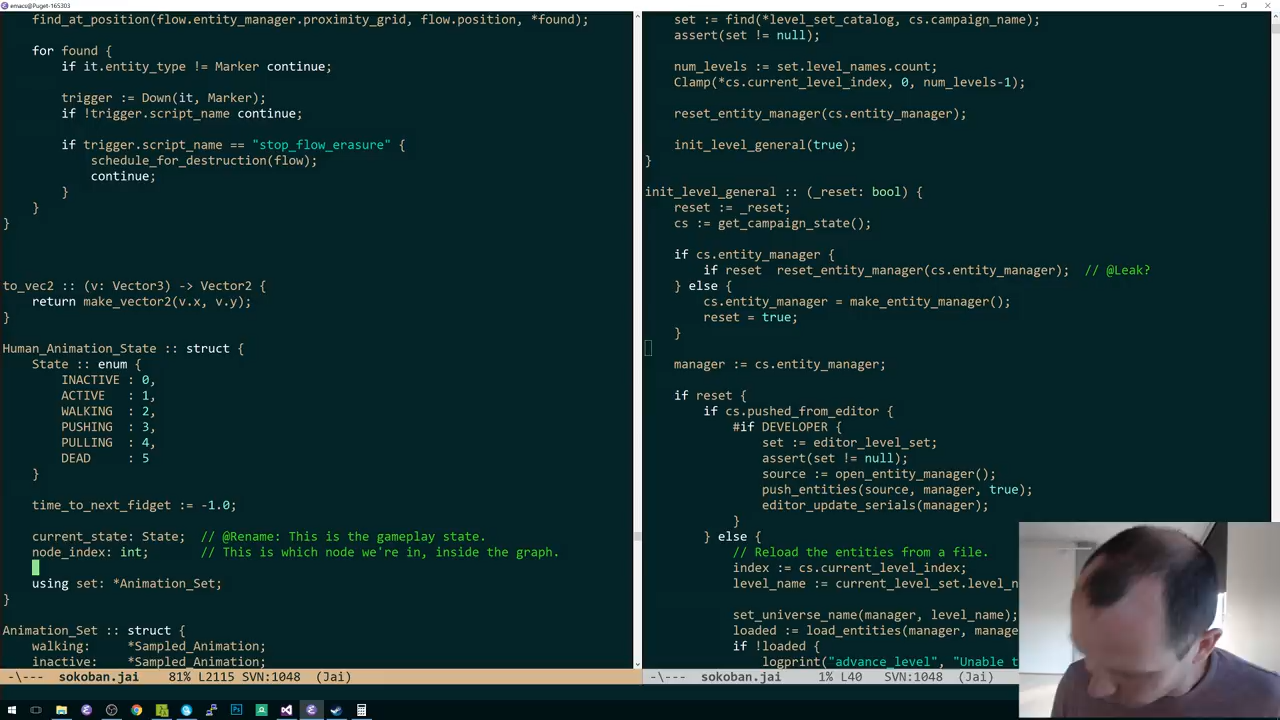 emacs@Puget-165303
find_at_position(flow.entity_manager.proximity_grid, flow.position, *found);
for found {
if it.entity_type != Marker continue;
trigger := Down(it, Marker);
if !trigger.script_name continue;
if trigger.script_name == "stop_flow_erasure" {
schedule_for_destruction(flow);
continue;
}
}
}
to_vec2 :: (v: Vector3) -> Vector2 {
return make_vector2(v.x, v.y);
}
Human_Animation_State :: struct {
State :: enum {
INACTIVE : 0,
ACTIVE   : 1,
WALKING  : 2,
PUSHING  : 3,
PULLING  : 4,
DEAD     : 5
}
time_to_next_fidget := -1.0;
current_state: State;  // @Rename: This is the gameplay state.
node_index: int;       // This is which node we're in, inside the graph.
using set: *Animation_Set;
}
Animation_Set :: struct {
walking:     *Sampled_Animation;
inactive:    *Sampled_Animation;
-\---  sokoban.jai    81% L2115 SVN:1048  (Jai)
set := find(*level_set_catalog, cs.campaign_name);
assert(set != null);
num_levels := set.level_names.count;
Clamp(*cs.current_level_index, 0, num_levels-1);
reset_entity_manager(cs.entity_manager);
init_level_general(true);
}
init_level_general :: (_reset: bool) {
reset := _reset;
cs := get_campaign_state();
if cs.entity_manager {
if reset  reset_entity_manager(cs.entity_manager);  // @Leak?
} else {
cs.entity_manager = make_entity_manager();
reset = true;
}
manager := cs.entity_manager;
if reset {
if cs.pushed_from_editor {
#if DEVELOPER {
set := editor_level_set;
assert(set != null);
source := open_entity_manager();
push_entities(source, manager, true);
editor_update_serials(manager);
}
} else {
// Reload the entities from a file.
index := cs.current_level_index;
level_name := current_level_set.level_n
set_universe_name(manager, level_name);
loaded := load_entities(manager, manage
if !loaded {
logprint("advance_level", "Unable t
-\---  sokoban.jai    1% L40  SVN:1048  (Jai)